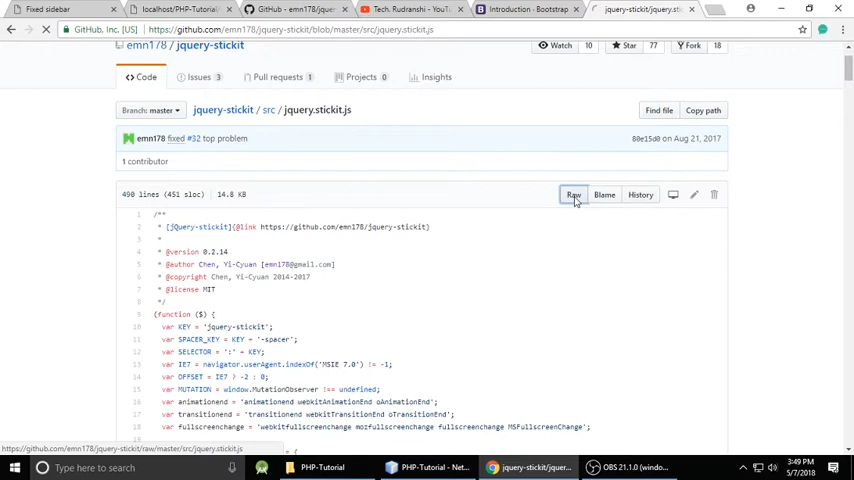 Fixed sidebar
localhost/PHP-Tutorial/
GitHub - emn178/jquery-
Tech. Rudranshi - YouTu
Introduction · Bootstrap
jquery-stickit/jquery.sti
GitHub, Inc. [US] | https://github.com/emn178/jquery-stickit/blob/master/src/jquery.stickit.js
emn178 / jquery-stickit
Watch 10
Star 77
Fork 18
Code
Issues 3
Pull requests 1
Projects 0
Insights
Branch: master
jquery-stickit / src / jquery.stickit.js
Find file
Copy path
emn178 fixed #32 top problem
80e15d0 on Aug 21, 2017
1 contributor
490 lines (451 sloc) | 14.8 KB
Raw
Blame
History
1 /**
2 * [jQuery-stickit]{@link https://github.com/emn178/jquery-stickit}
3 *
4 * @version 0.2.14
5 * @author Chen, Yi-Cyuan [emn178@gmail.com]
6 * @copyright Chen, Yi-Cyuan 2014-2017
7 * @license MIT
8 */
9 (function ($) {
10 var KEY = 'jquery-stickit';
11 var SPACER_KEY = KEY + '-spacer';
12 var SELECTOR = ':' + KEY;
13 var IE7 = navigator.userAgent.indexOf('MSIE 7.0') != -1;
14 var OFFSET = IE7 ? -2 : 0;
15 var MUTATION = window.MutationObserver !== undefined;
16 var animationend = 'animationend webkitAnimationEnd oAnimationEnd';
17 var transitionend = 'transitionend webkitTransitionEnd oTransitionEnd';
18 var fullscreenchange = 'webkitfullscreenchange mozfullscreenchange fullscreenchange MSFullscreenChange';
19
https://github.com/emn178/jquery-stickit/raw/master/src/jquery.stickit.js
Type here to search
PHP-Tutorial
PHP-Tutorial - Net...
jquery-stickit/jquer...
OBS 21.1.0 (windo...
3:49 PM
5/7/2018